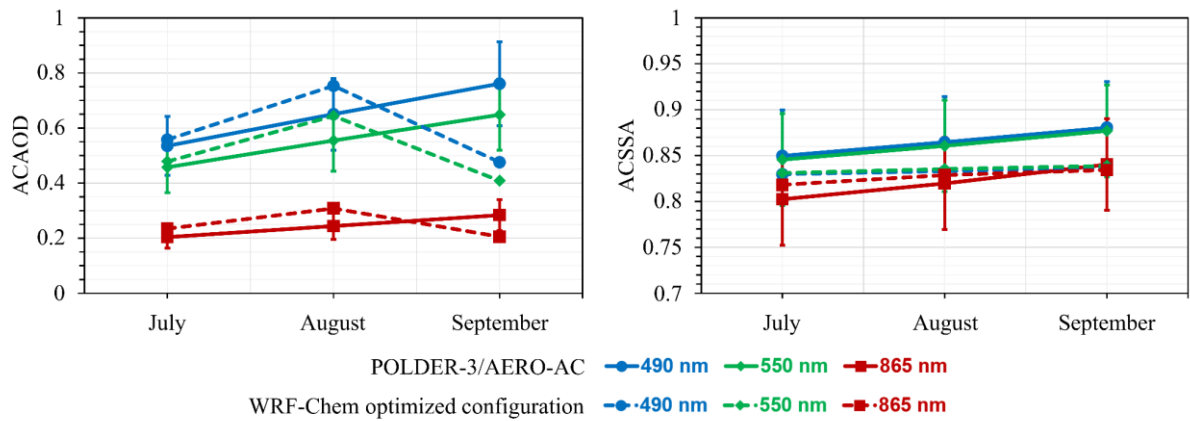 ACAOD
1
0.8
0.6
0.4
0.2
0
July August September
ACSSA
1
0.95
0.9
0.85
0.8
0.75
0.7
July August September
POLDER-3/AERO-AC 490 nm 550 nm 865 nm
WRF-Chem optimized configuration 490 nm 550 nm 865 nm